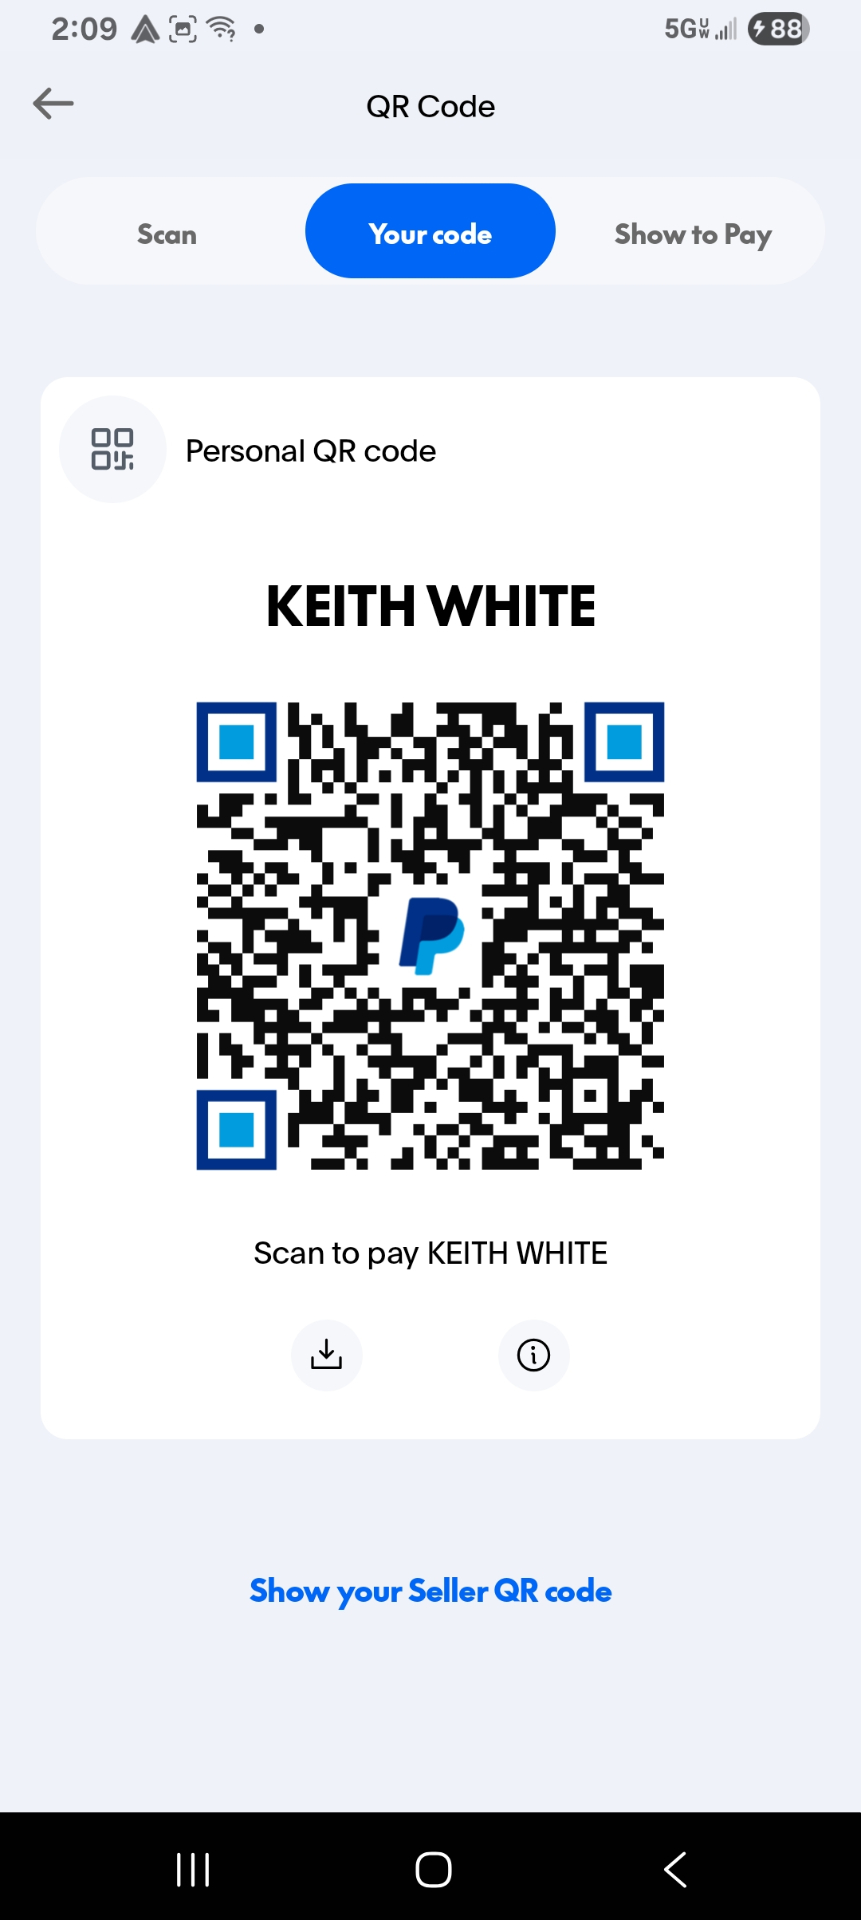 2:09
5G UW 88
QR Code
Scan Your code Show to Pay
Personal QR code
KEITH WHITE
Scan to pay KEITH WHITE
Show your Seller QR code